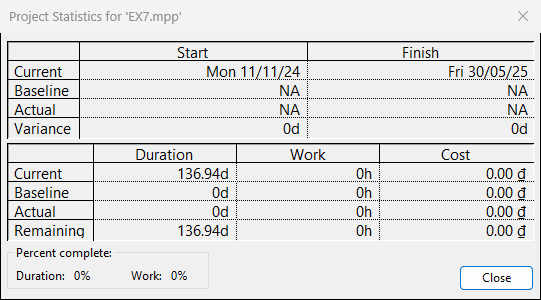 Project Statistics for 'EX7.mpp'
Start Finish
Current Mon 11/11/24 Fri 30/05/25
Baseline NA NA
Actual NA NA
Variance 0d 0d
Duration Work Cost
Current 136.94d 0h 0.00 ₫
Baseline 0d 0h 0.00 ₫
Actual 0d 0h 0.00 ₫
Remaining 136.94d 0h 0.00 ₫
Percent complete:
Duration: 0% Work: 0%
Close